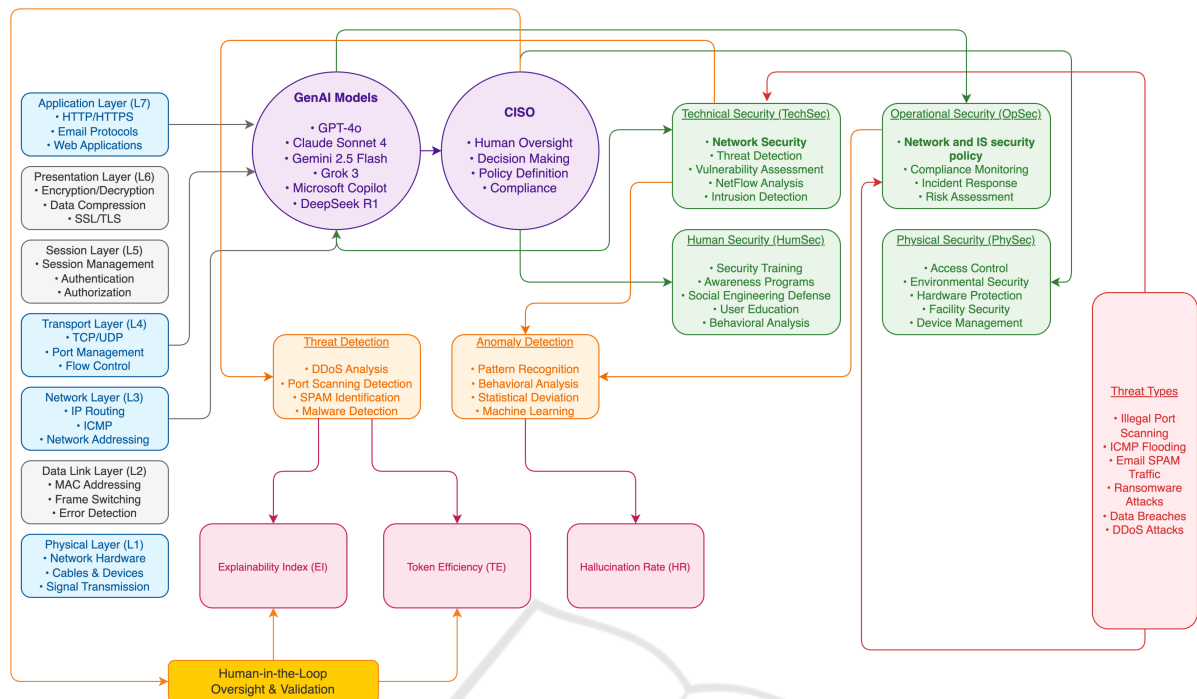 Application Layer (L7)
• HTTP/HTTPS
• Email Protocols
• Web Applications
Presentation Layer (L6)
• Encryption/Decryption
• Data Compression
• SSL/TLS
Session Layer (L5)
• Session Management
• Authentication
• Authorization
Transport Layer (L4)
• TCP/UDP
• Port Management
• Flow Control
Network Layer (L3)
• IP Routing
• ICMP
• Network Addressing
Data Link Layer (L2)
• MAC Addressing
• Frame Switching
• Error Detection
Physical Layer (L1)
• Network Hardware
• Cables & Devices
• Signal Transmission
GenAI Models
• GPT-4o
• Claude Sonnet 4
• Gemini 2.5 Flash
• Grok 3
• Microsoft Copilot
• DeepSeek R1
CISO
• Human Oversight
• Decision Making
• Policy Definition
• Compliance
Technical Security (TechSec)
• Network Security
• Threat Detection
• Vulnerability Assessment
• NetFlow Analysis
• Intrusion Detection
Operational Security (OpSec)
• Network and IS security
policy
• Compliance Monitoring
• Incident Response
• Risk Assessment
Human Security (HumSec)
• Security Training
• Awareness Programs
• Social Engineering Defense
• User Education
• Behavioral Analysis
Physical Security (PhySec)
• Access Control
• Environmental Security
• Hardware Protection
• Facility Security
• Device Management
Threat Detection
• DDoS Analysis
• Port Scanning Detection
• SPAM Identification
• Malware Detection
Anomaly Detection
• Pattern Recognition
• Behavioral Analysis
• Statistical Deviation
• Machine Learning
Threat Types
• Illegal Port
Scanning
• ICMP Flooding
• Email SPAM
Traffic
• Ransomware
Attacks
• Data Breaches
• DDoS Attacks
Explainability Index (EI)
Token Efficiency (TE)
Hallucination Rate (HR)
Human-in-the-Loop
Oversight & Validation